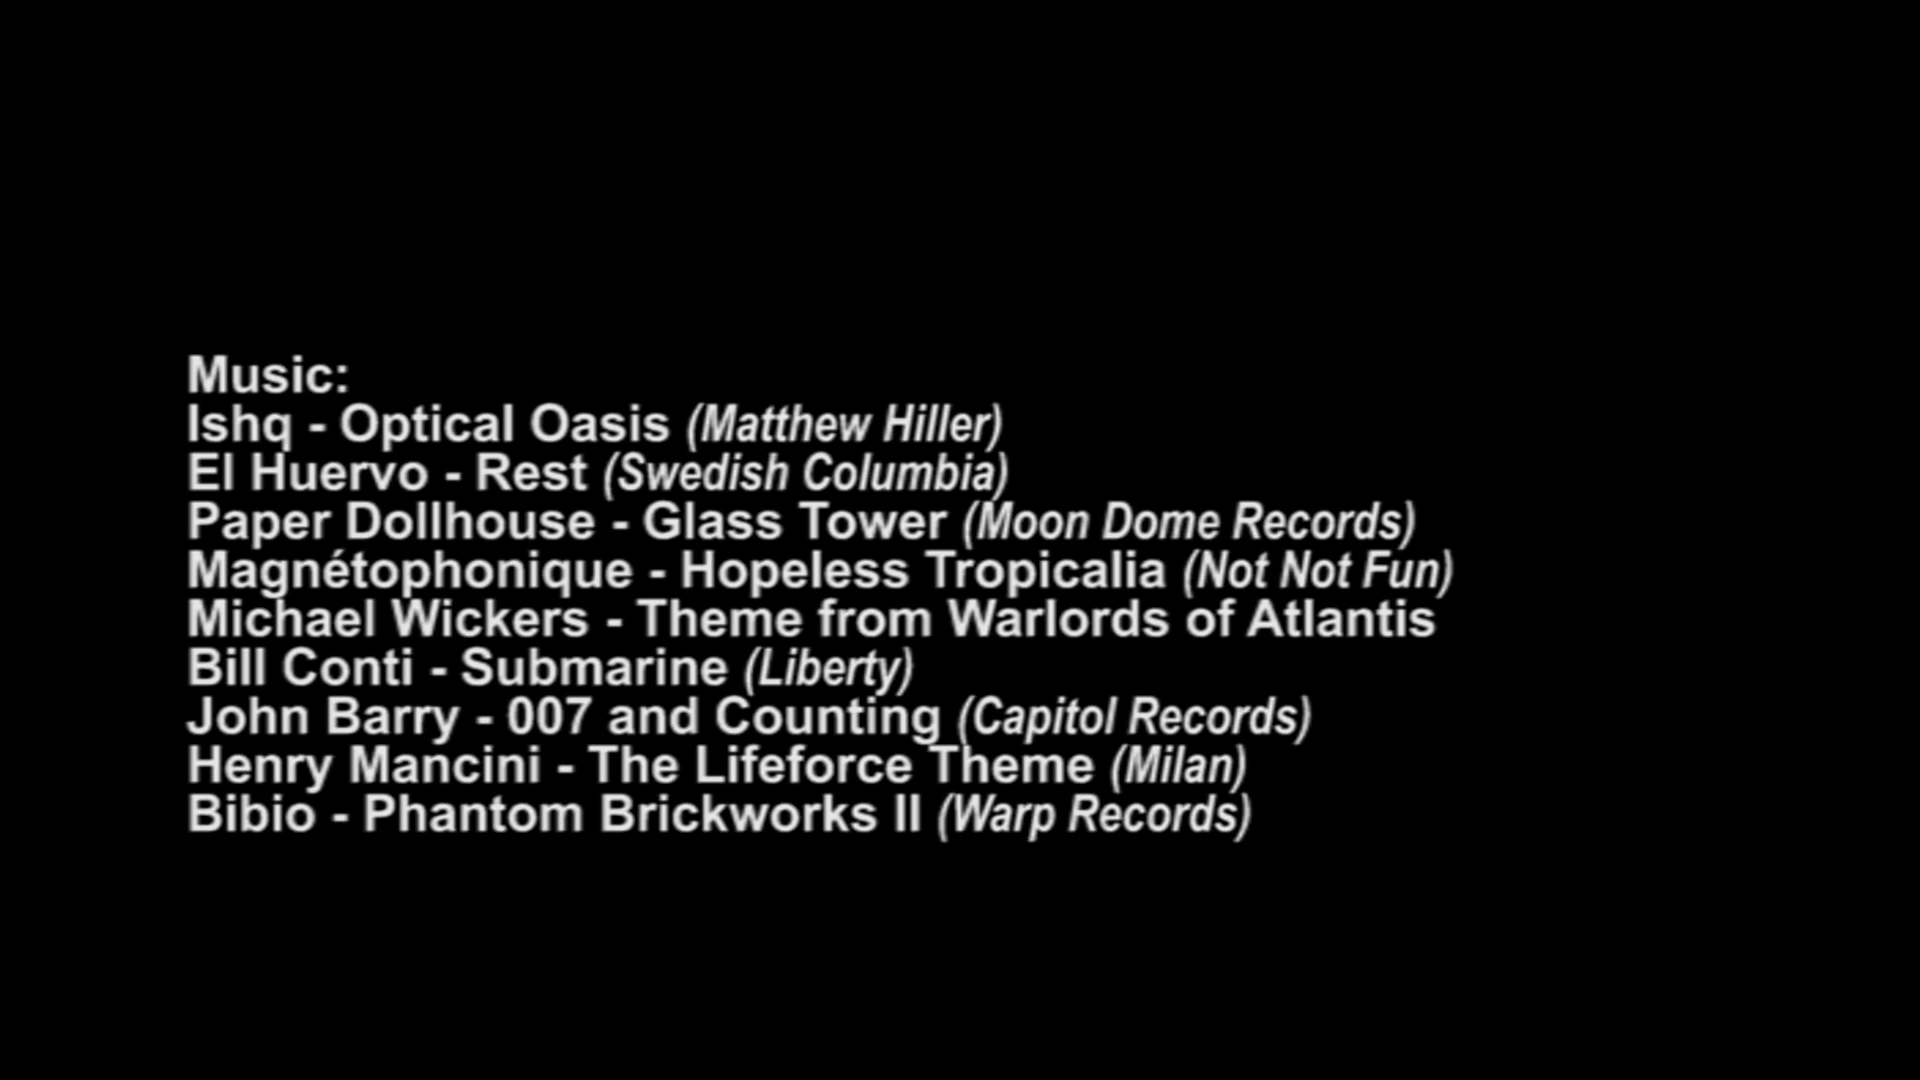 Music:
Ishq - Optical Oasis (Matthew Hiller)
El Huervo - Rest (Swedish Columbia)
Paper Dollhouse - Glass Tower (Moon Dome Records)
Magnétophonique - Hopeless Tropicalia (Not Not Fun)
Michael Wickers - Theme from Warlords of Atlantis
Bill Conti - Submarine (Liberty)
John Barry - 007 and Counting (Capitol Records)
Henry Mancini - The Lifeforce Theme (Milan)
Bibio - Phantom Brickworks II (Warp Records)